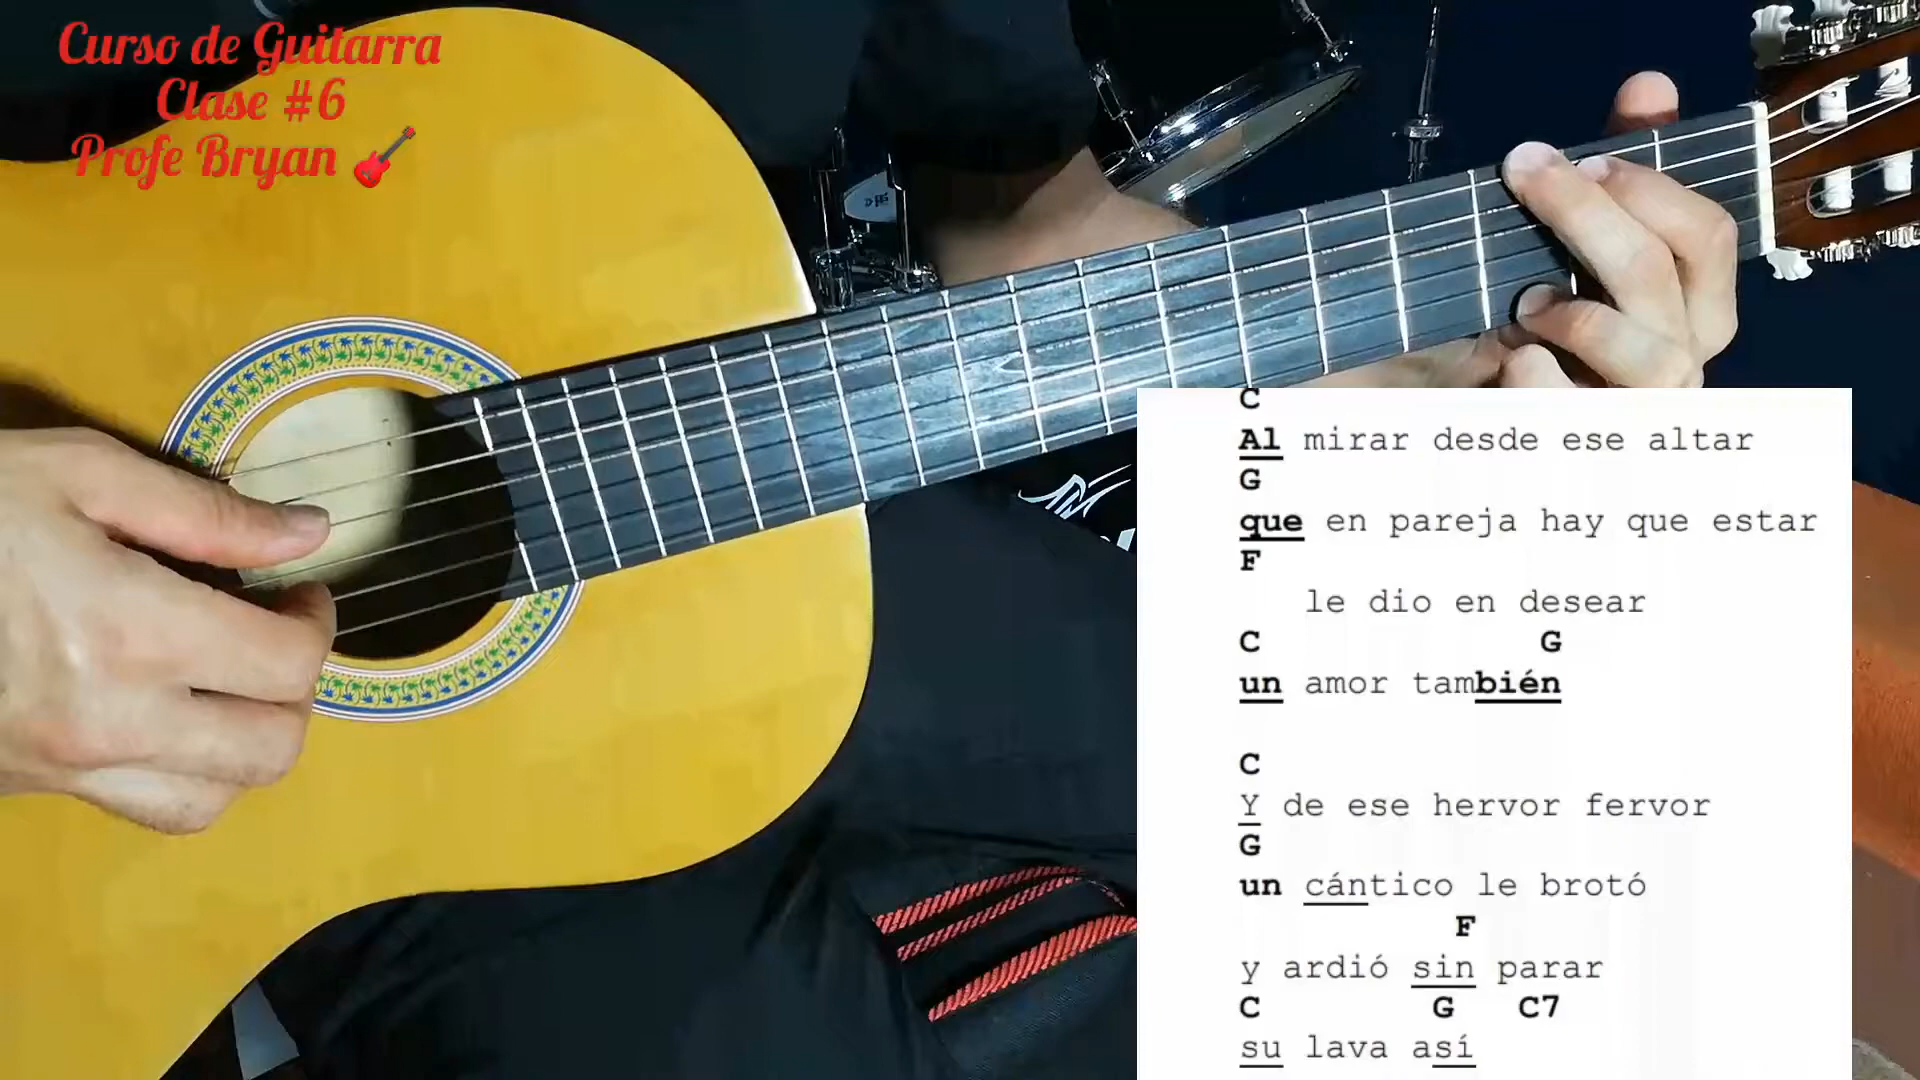 Curso de Guitarra
Clase #6
Profe Bryan
C
Al mirar desde ese altar
G
que en pareja hay que estar
F
le dio en desear
C G
un amor también
C
Y de ese hervor fervor
G
un cántico le brotó
F
y ardió sin parar
C G C7
su lava así